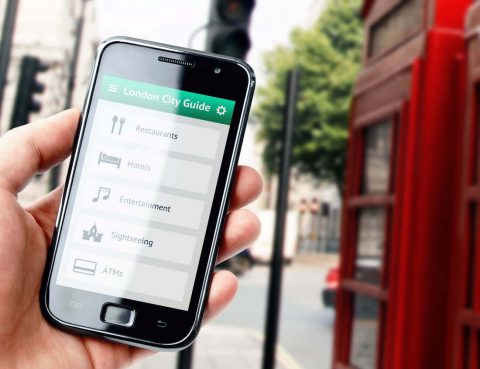 London City Guide
Restaurants
Hotels
Entertainment
Sightseeing
ATMs